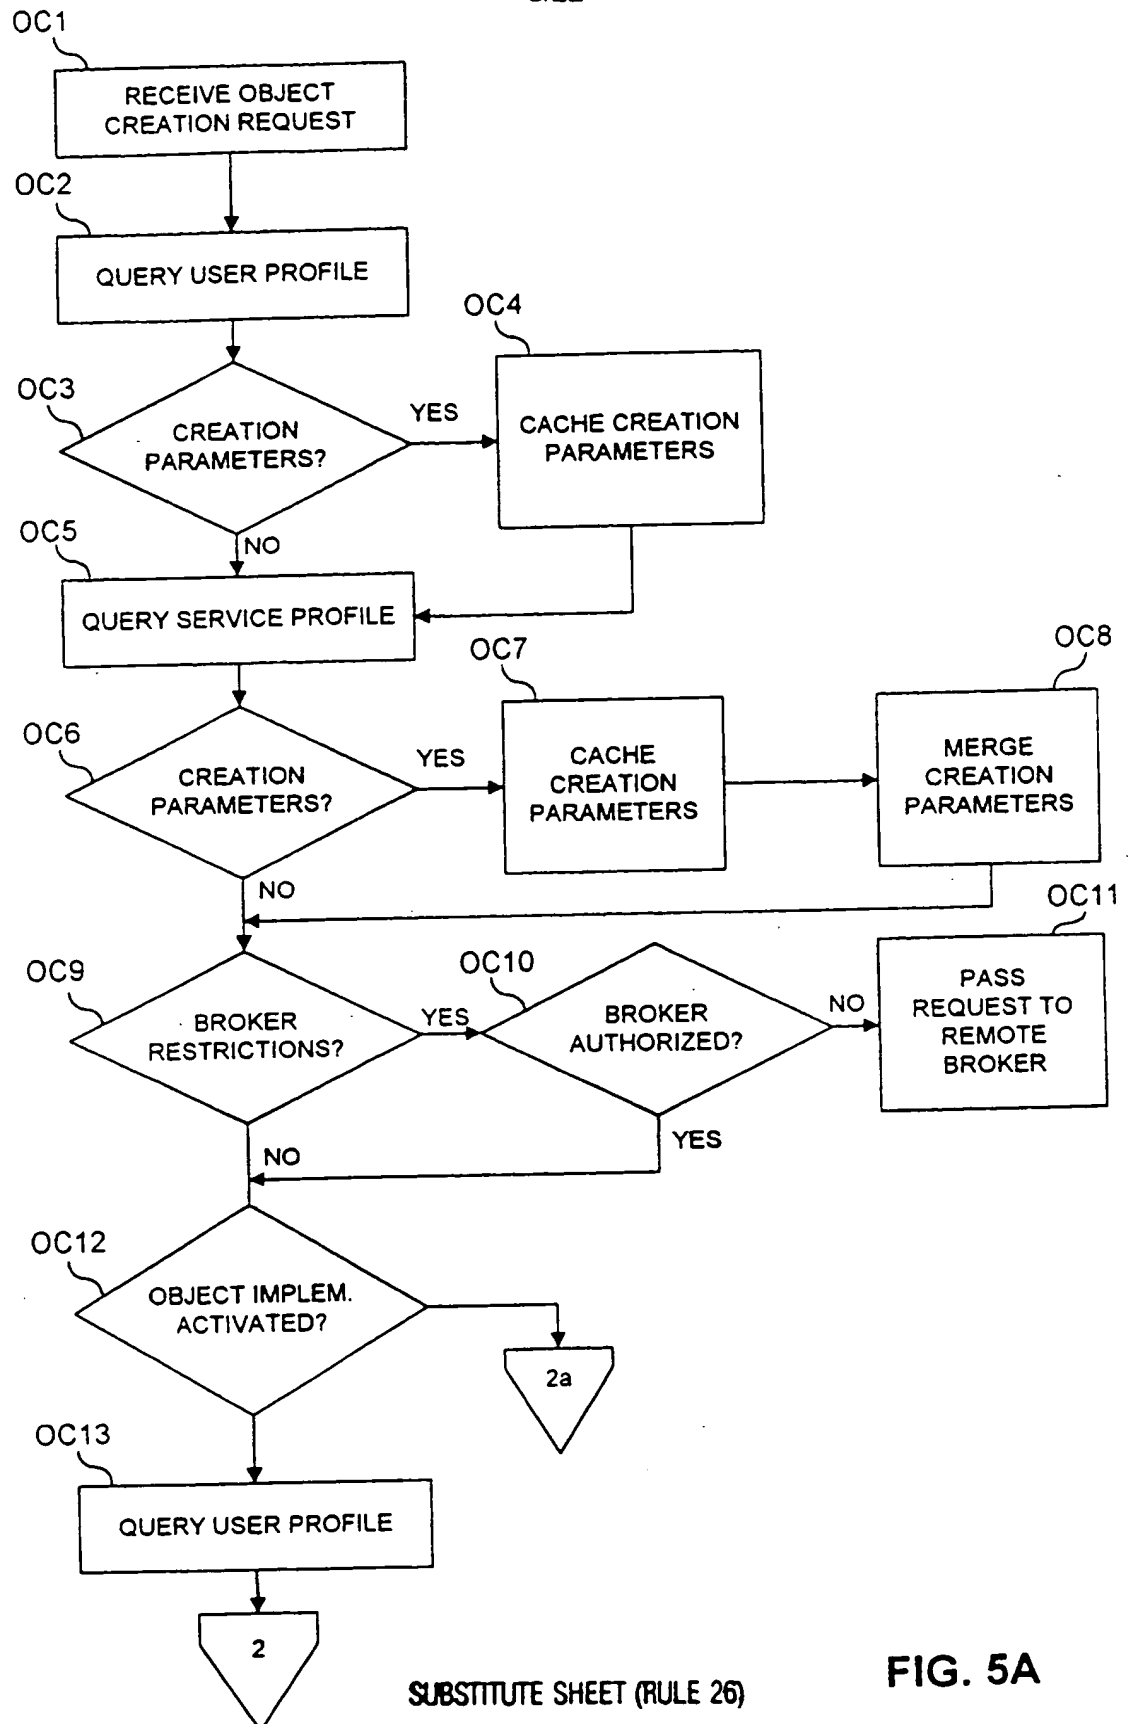 OC1
RECEIVE OBJECT
CREATION REQUEST
OC2
QUERY USER PROFILE
OC3
CREATION
PARAMETERS?
YES
OC4
CACHE CREATION
PARAMETERS
NO
OC5
QUERY SERVICE PROFILE
OC6
CREATION
PARAMETERS?
YES
OC7
CACHE
CREATION
PARAMETERS
OC8
MERGE
CREATION
PARAMETERS
NO
OC9
BROKER
RESTRICTIONS?
YES
OC10
BROKER
AUTHORIZED?
NO
OC11
PASS
REQUEST TO
REMOTE
BROKER
YES
NO
OC12
OBJECT IMPLEM.
ACTIVATED?
2a
OC13
QUERY USER PROFILE
2
SUBSTITUTE SHEET (RULE 26)
FIG. 5A